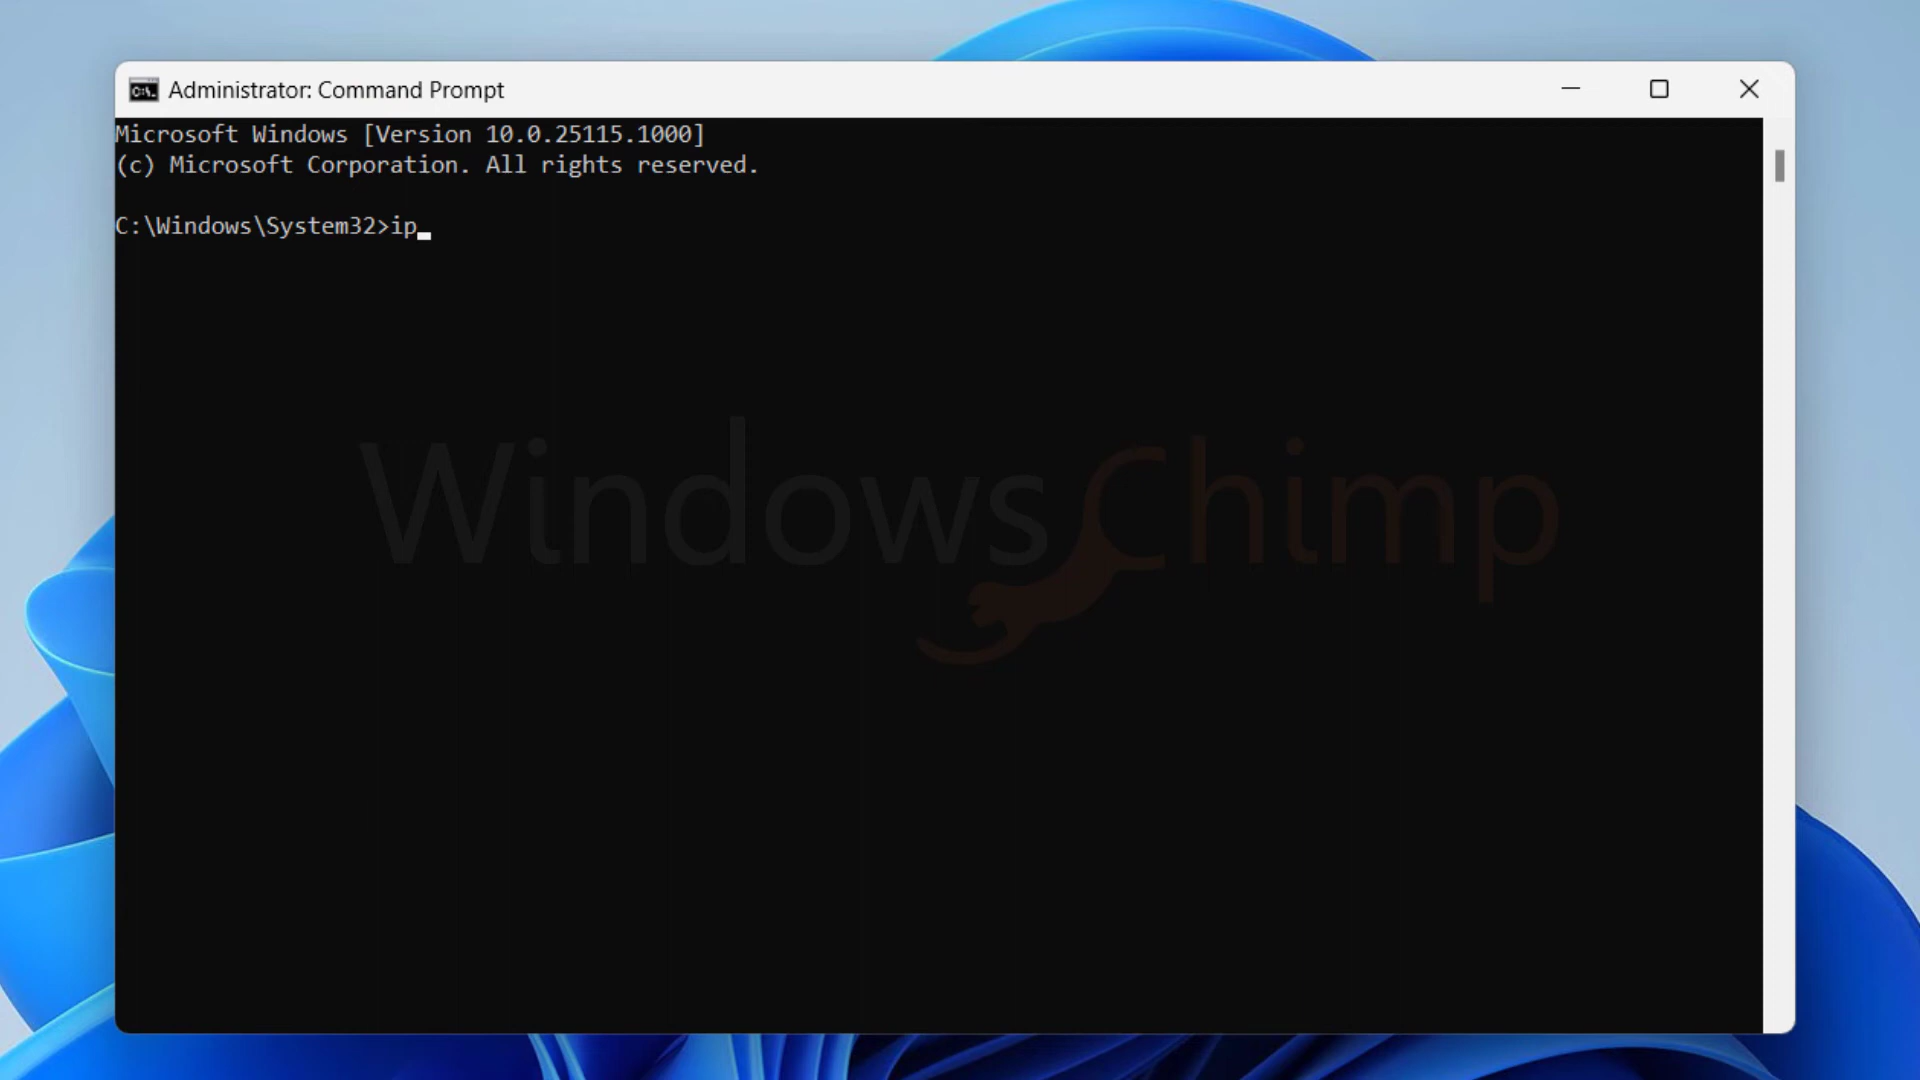 C:\.
Administrator: Command Prompt
Microsoft Windows [Version 10.0.25115.1000]
(c) Microsoft Corporation. All rights reserved.
C:\Windows\System32>ip_
WindowsChimp